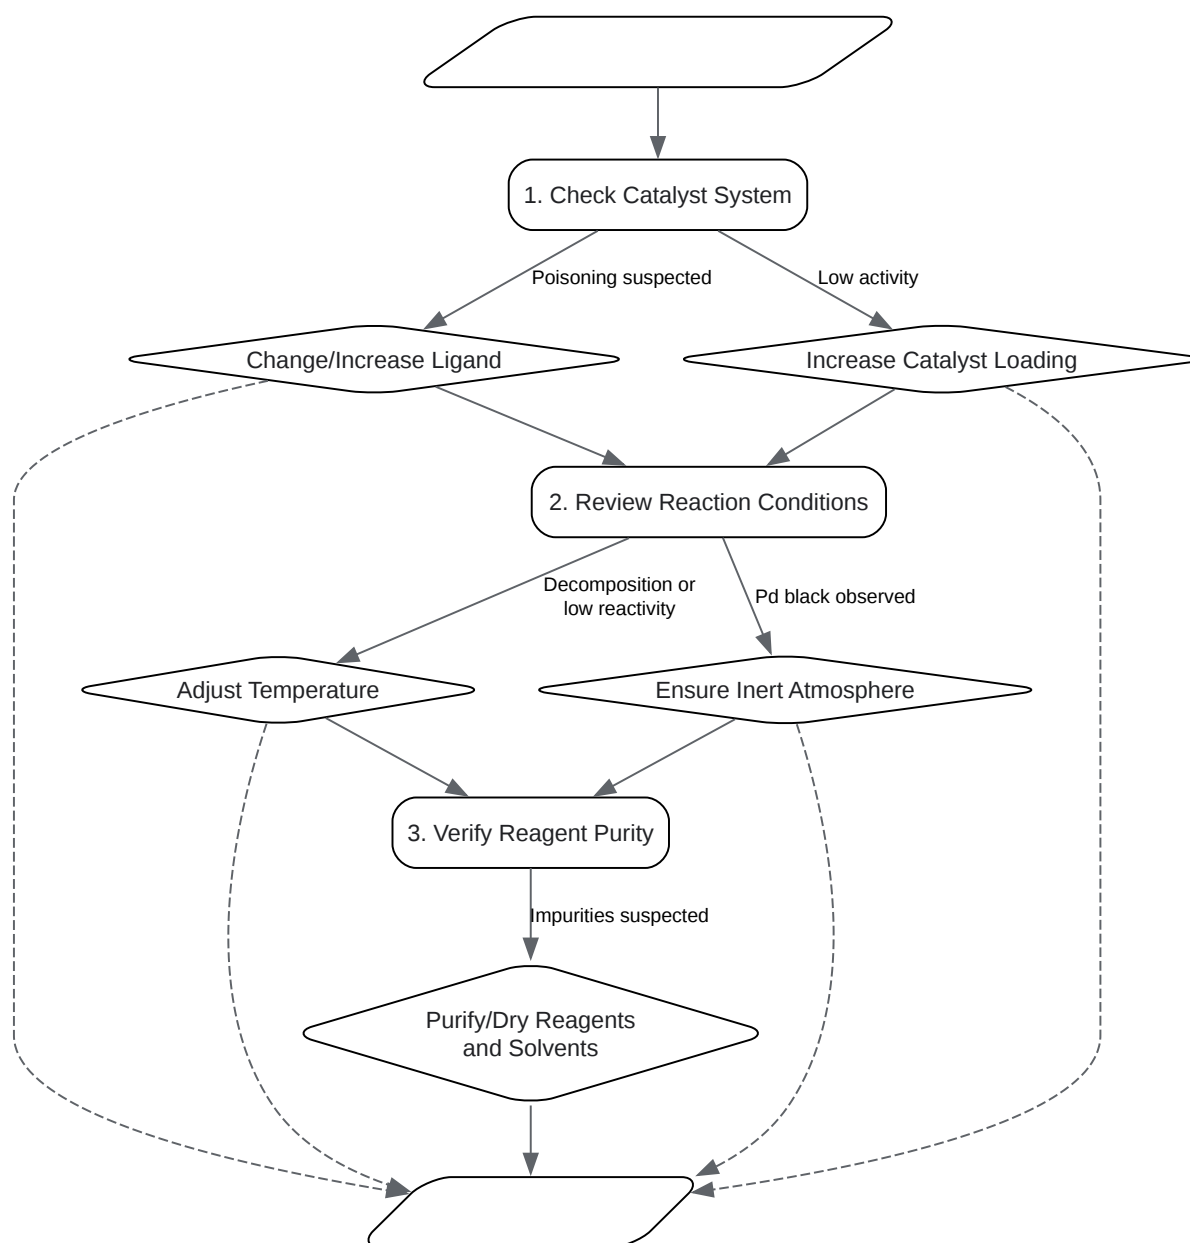 1. Check Catalyst System
Poisoning suspected
Low activity
Change/Increase Ligand
Increase Catalyst Loading
2. Review Reaction Conditions
Decomposition or
low reactivity
Pd black observed
Adjust Temperature
Ensure Inert Atmosphere
3. Verify Reagent Purity
Impurities suspected
Purify/Dry Reagents
and Solvents